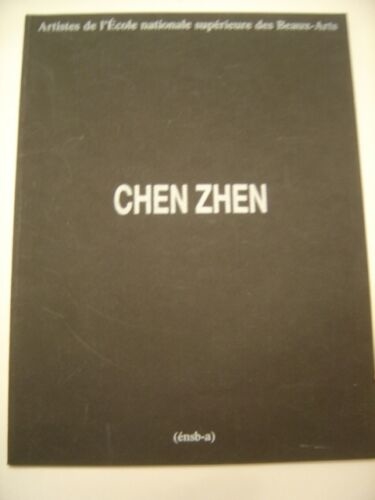 Artistes de l'École nationale supérieure des Beaux-Arts
CHEN ZHEN
(énsb-a)